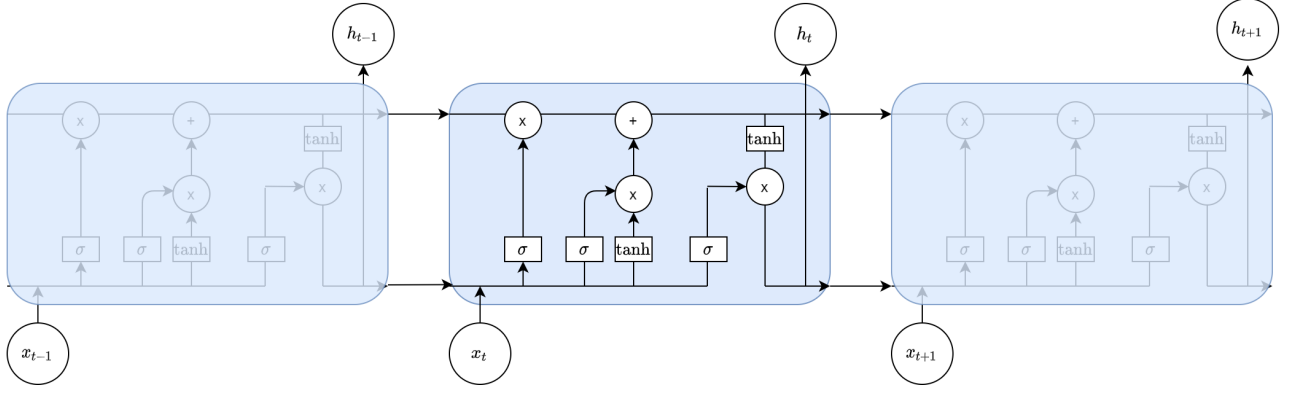 h_{t-1} h_t h_{t+1}
x + x + x +
tanh tanh tanh
x x x x x x
σ σ tanh σ σ σ tanh σ σ σ tanh σ
x_{t-1} x_t x_{t+1}